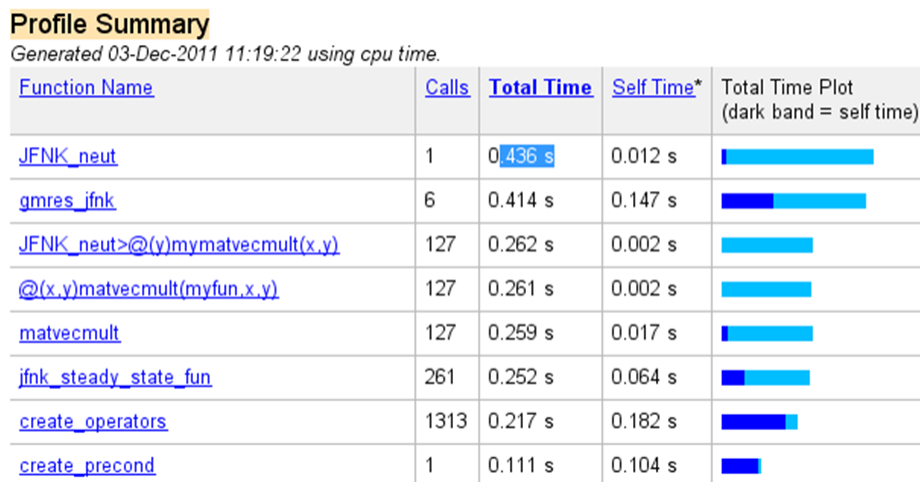 Profile Summary
Generated 03-Dec-2011 11:19:22 using cpu time.
Function Name Calls Total Time Self Time* Total Time Plot
(dark band = self time)
JFNK_neut 1 0.436 s 0.012 s
gmres_jfnk 6 0.414 s 0.147 s
JFNK_neut>@(y)mymatvecmult(x,y) 127 0.262 s 0.002 s
@(x,y)matvecmult(myfun,x,y) 127 0.261 s 0.002 s
matvecmult 127 0.259 s 0.017 s
jfnk_steady_state_fun 261 0.252 s 0.064 s
create_operators 1313 0.217 s 0.182 s
create_precond 1 0.111 s 0.104 s